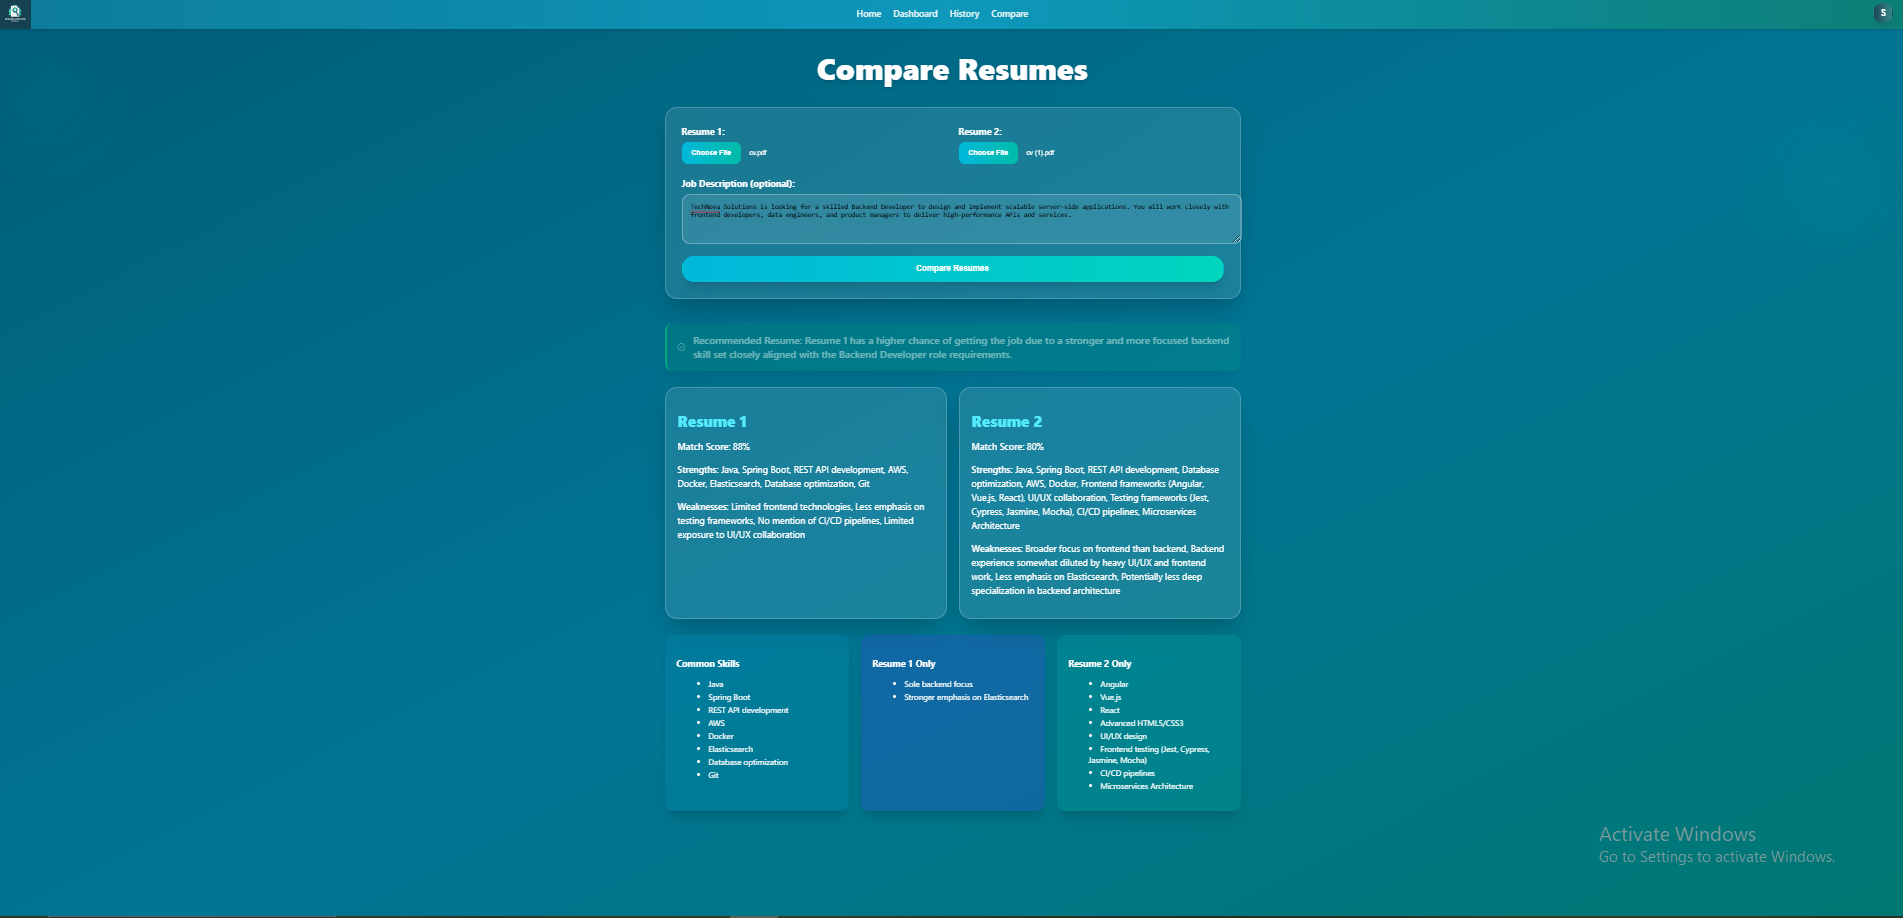 Home Dashboard History Compare
S
Compare Resumes
Resume 1:
Choose File cv.pdf
Resume 2:
Choose File cv (1).pdf
Job Description (optional):
TechNova Solutions is looking for a skilled Backend Developer to design and implement scalable server-side applications. You will work closely with
frontend developers, data engineers, and product managers to deliver high-performance APIs and services.
Compare Resumes
Recommended Resume: Resume 1 has a higher chance of getting the job due to a stronger and more focused backend
skill set closely aligned with the Backend Developer role requirements.
Resume 1
Match Score: 88%
Strengths: Java, Spring Boot, REST API development, AWS,
Docker, Elasticsearch, Database optimization, Git
Weaknesses: Limited frontend technologies, Less emphasis on
testing frameworks, No mention of CI/CD pipelines, Limited
exposure to UI/UX collaboration
Resume 2
Match Score: 80%
Strengths: Java, Spring Boot, REST API development, Database
optimization, AWS, Docker, Frontend frameworks (Angular,
Vue.js, React), UI/UX collaboration, Testing frameworks (Jest,
Cypress, Jasmine, Mocha), CI/CD pipelines, Microservices
Architecture
Weaknesses: Broader focus on frontend than backend, Backend
experience somewhat diluted by heavy UI/UX and frontend
work, Less emphasis on Elasticsearch, Potentially less deep
specialization in backend architecture
Common Skills
• Java
• Spring Boot
• REST API development
• AWS
• Docker
• Elasticsearch
• Database optimization
• Git
Resume 1 Only
• Sole backend focus
• Stronger emphasis on Elasticsearch
Resume 2 Only
• Angular
• Vue.js
• React
• Advanced HTML5/CSS3
• UI/UX design
• Frontend testing (Jest, Cypress,
Jasmine, Mocha)
• CI/CD pipelines
• Microservices Architecture
Activate Windows
Go to Settings to activate Windows.